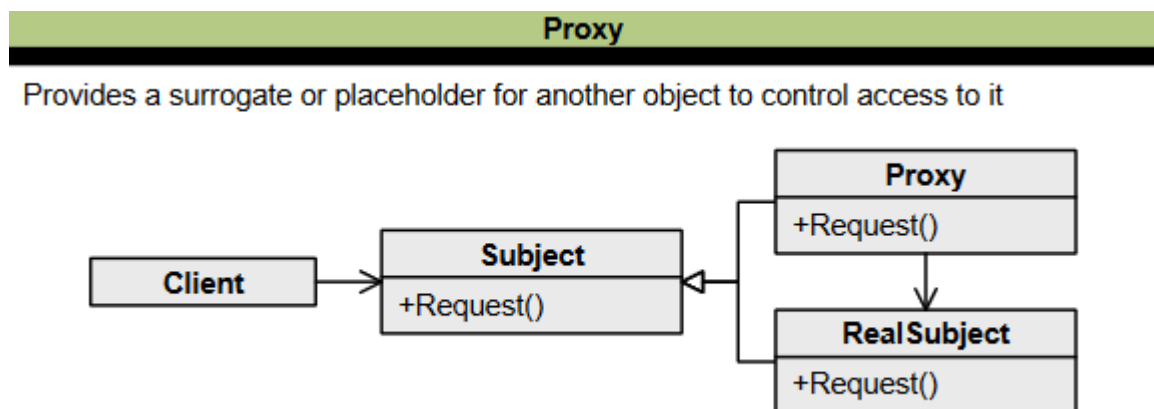 Proxy
Provides a surrogate or placeholder for another object to control access to it
Proxy
+Request()
Subject
Client
+Request()
RealSubject
+Request()